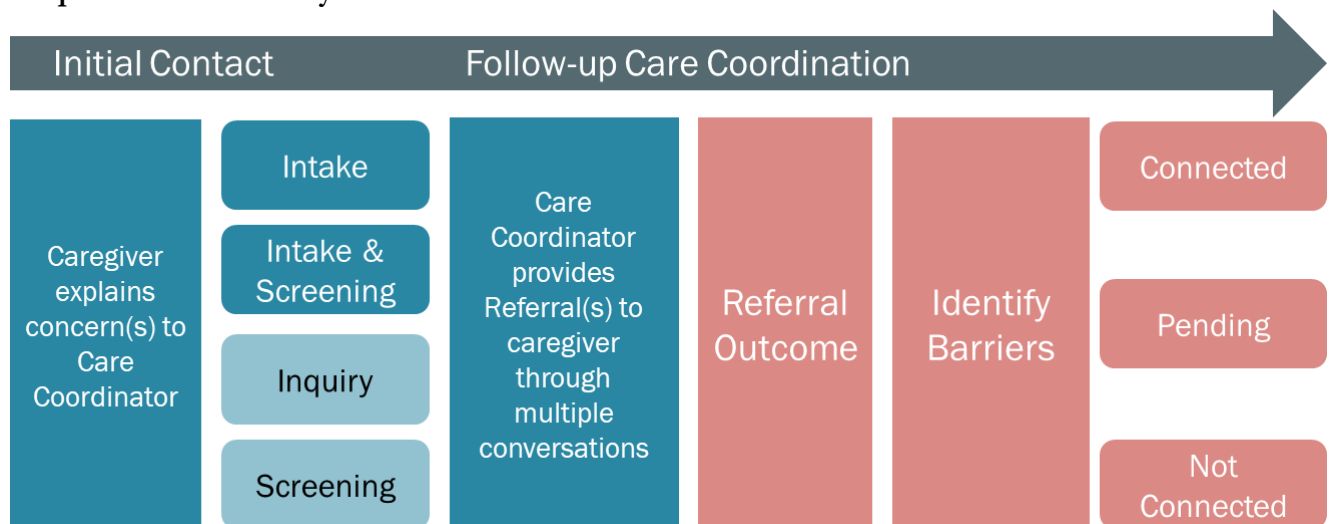 Initial Contact
Follow-up Care Coordination
Caregiver
explains
concern(s) to
Care
Coordinator
Intake
Intake &
Screening
Inquiry
Screening
Care
Coordinator
provides
Referral(s) to
caregiver
through
multiple
conversations
Referral
Outcome
Identify
Barriers
Connected
Pending
Not
Connected